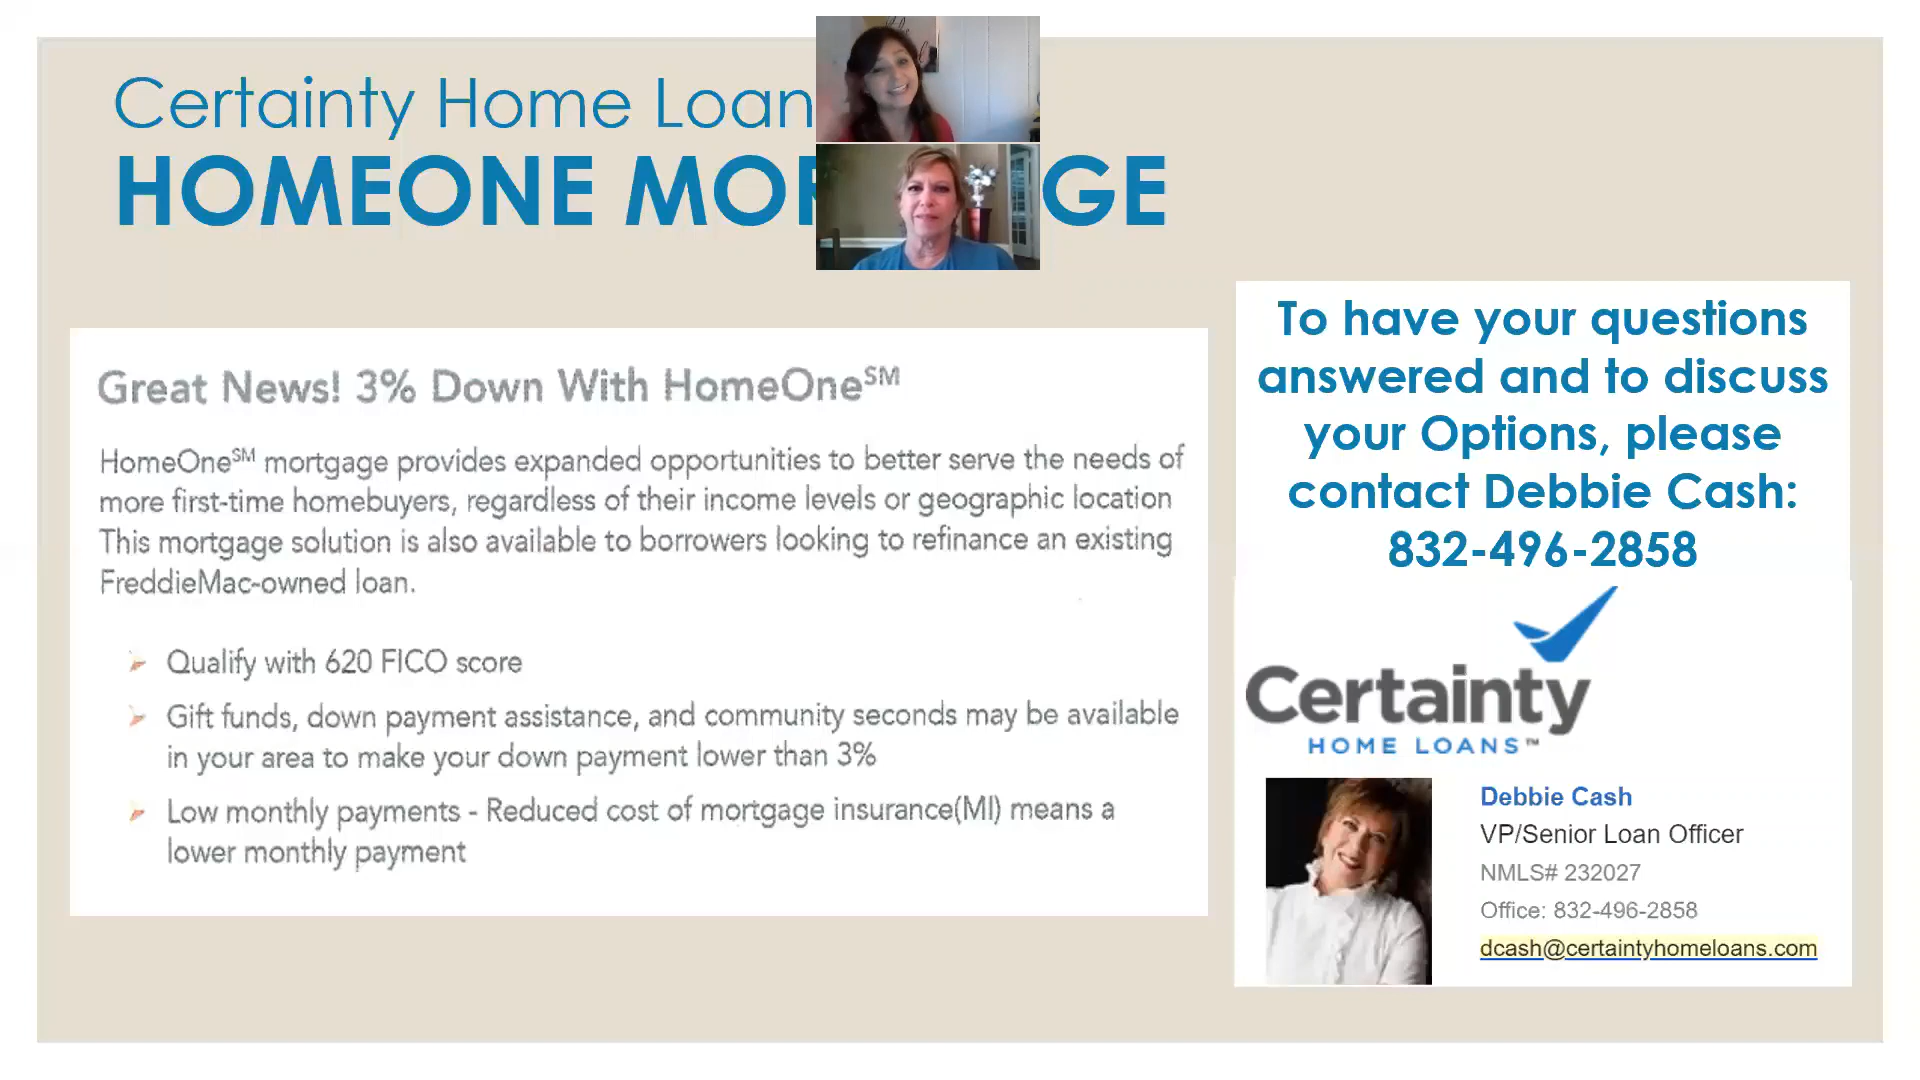 Certainty Home Loan
HOMEONE MOR GE
Great News! 3% Down With HomeOneSM
HomeOneSM mortgage provides expanded opportunities to better serve the needs of
more first-time homebuyers, regardless of their income levels or geographic location
This mortgage solution is also available to borrowers looking to refinance an existing
FreddieMac-owned loan.
Qualify with 620 FICO score
Gift funds, down payment assistance, and community seconds may be available
in your area to make your down payment lower than 3%
Low monthly payments - Reduced cost of mortgage insurance(MI) means a
lower monthly payment
To have your questions
answered and to discuss
your Options, please
contact Debbie Cash:
832-496-2858
Certainty
HOME LOANS™
Debbie Cash
VP/Senior Loan Officer
NMLS# 232027
Office: 832-496-2858
dcash@certaintyhomeloans.com